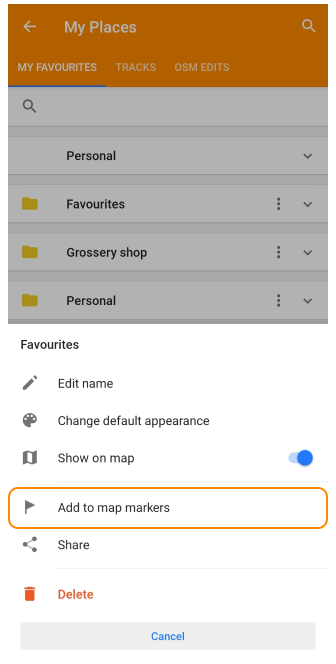 My Places
MY FAVOURITES TRACKS OSM EDITS
Personal
Favourites
Grossery shop
Personal
Favourites
Edit name
Change default appearance
Show on map
Add to map markers
Share
Delete
Cancel